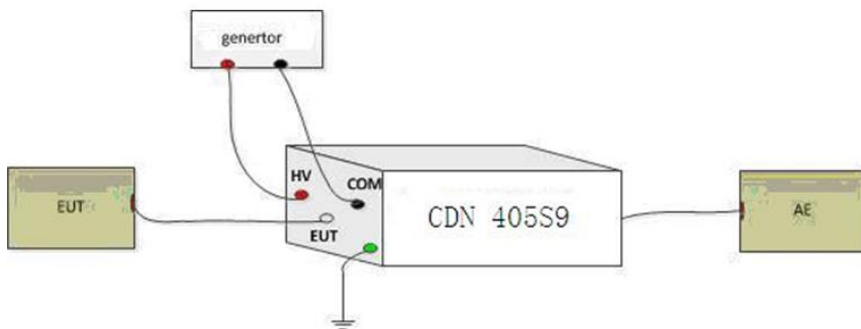 genertor
HV
COM
EUT
EUT
CDN 405S9
AE